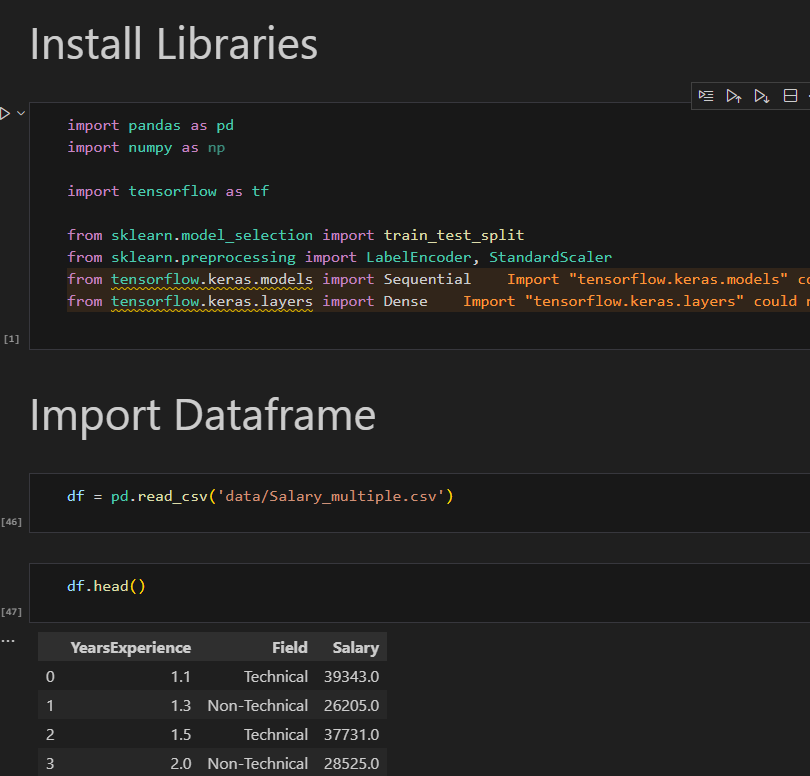 Install Libraries
import pandas as pd
import numpy as np
import tensorflow as tf
from sklearn.model_selection import train_test_split
from sklearn.preprocessing import LabelEncoder, StandardScaler
from tensorflow.keras.models import Sequential Import "tensorflow.keras.models"
from tensorflow.keras.layers import Dense Import "tensorflow.keras.layers" could
[1]
Import Dataframe
df = pd.read_csv('data/Salary_multiple.csv')
[46]
df.head()
[47]
...
YearsExperience Field Salary
0 1.1 Technical 39343.0
1 1.3 Non-Technical 26205.0
2 1.5 Technical 37731.0
3 2.0 Non-Technical 28525.0